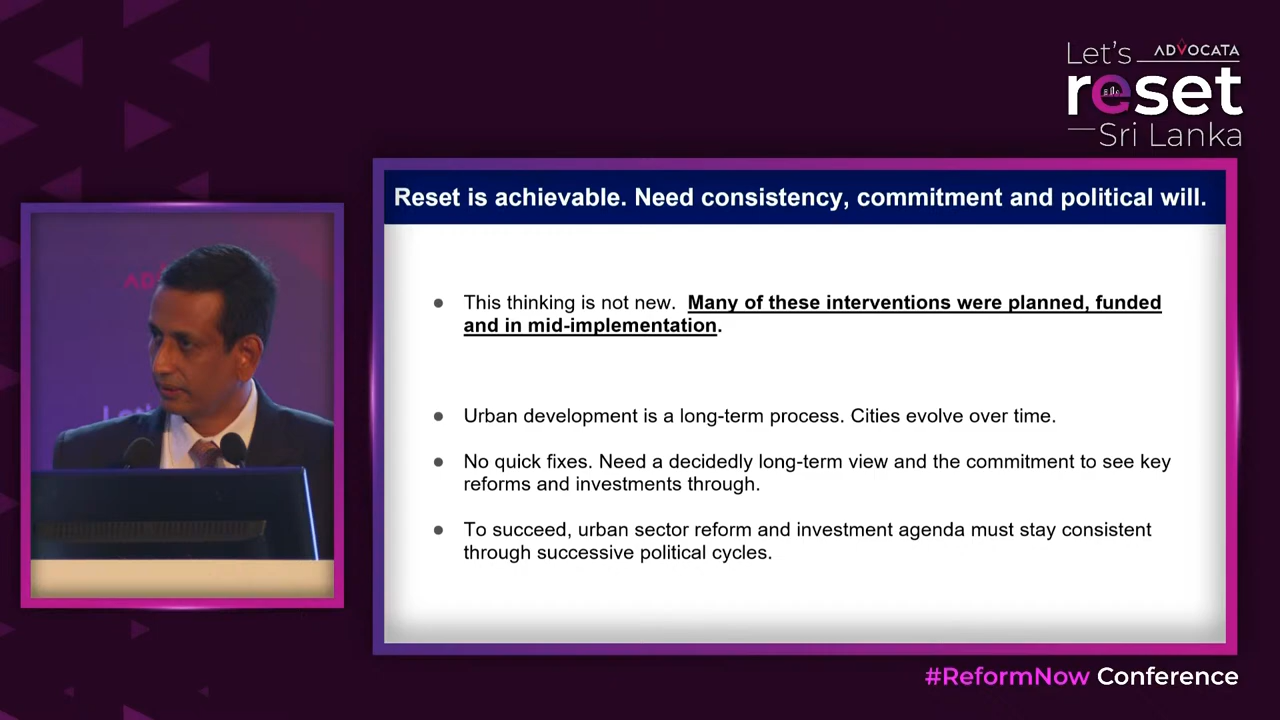 Let's
ADVOCATA
reset
Sri Lanka
Reset is achievable. Need consistency, commitment and political will.
● This thinking is not new. Many of these interventions were planned, funded
and in mid-implementation.
● Urban development is a long-term process. Cities evolve over time.
● No quick fixes. Need a decidedly long-term view and the commitment to see key
reforms and investments through.
● To succeed, urban sector reform and investment agenda must stay consistent
through successive political cycles.
#ReformNow Conference